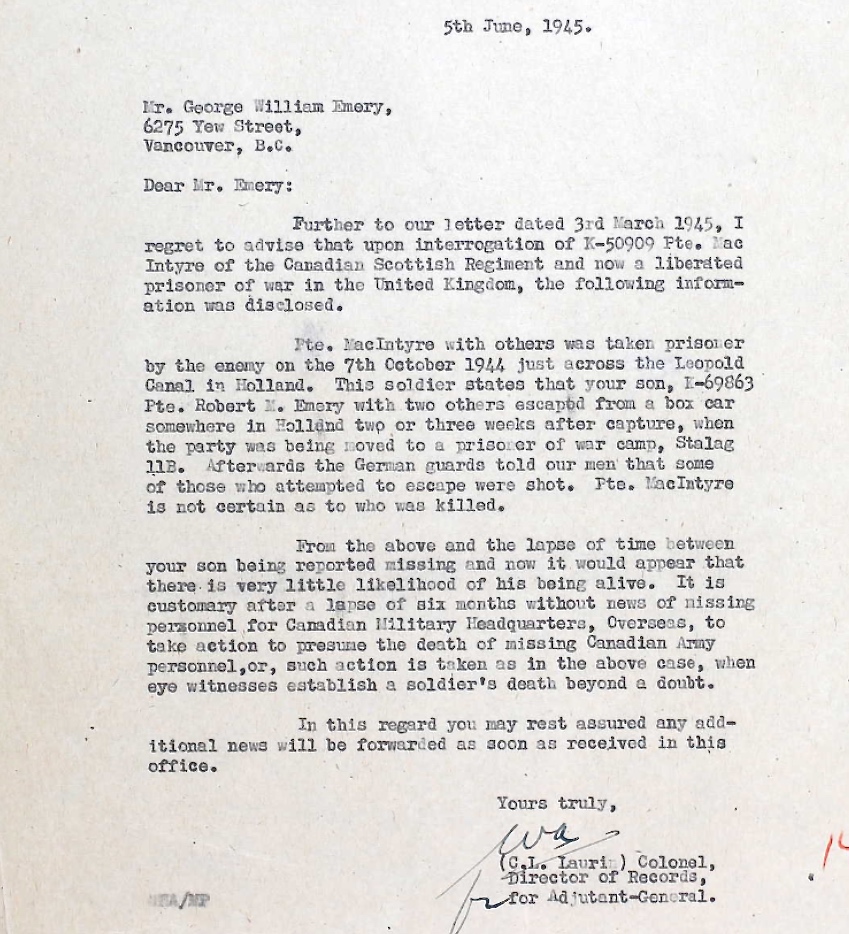 5th June, 1945.
Mr. George William Emery,
6275 Yew Street,
Vancouver, B.C.
Dear Mr. Emery:
Further to our letter dated 3rd March 1945, I
regret to advise that upon interrogation of K-50909 Pte. Mac
Intyre of the Canadian Scottish Regiment and now a liberated
prisoner of war in the United Kingdom, the following inform-
ation was disclosed.
Pte. MacIntyre with others was taken prisoner
by the enemy on the 7th October 1944 just across the Leopold
Canal in Holland. This soldier states that your son, K-69863
Pte. Robert M. Emery with two others escaped from a box car
somewhere in Holland two or three weeks after capture, when
the party was being moved to a prisoner of war camp, Stalag
11B. Afterwards the German guards told our men that some
of those who attempted to escape were shot. Pte. MacIntyre
is not certain as to who was killed.
From the above and the lapse of time between
your son being reported missing and now it would appear that
there is very little likelihood of his being alive. It is
customary after a lapse of six months without news of missing
personnel for Canadian Military Headquarters, Overseas, to
take action to presume the death of missing Canadian Army
personnel,or, such action is taken as in the above case, when
eye witnesses establish a soldier's death beyond a doubt.
In this regard you may rest assured any add-
itional news will be forwarded as soon as received in this
office.
Yours truly,
(C.L. Laurin) Colonel,
Director of Records,
for Adjutant-General.